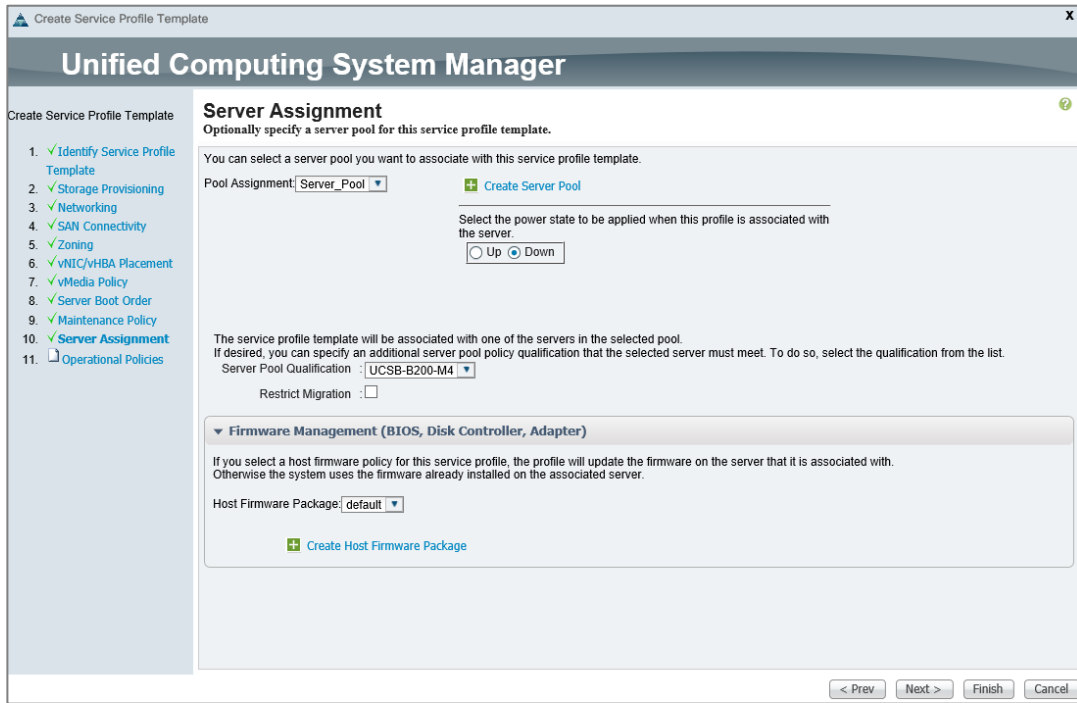 Create Service Profile Template
X
Unified Computing System Manager
Create Service Profile Template
1. Identify Service Profile
Template
2. Storage Provisioning
3. Networking
4. SAN Connectivity
5. Zoning
6. vNIC/vHBA Placement
7. vMedia Policy
8. Server Boot Order
9. Maintenance Policy
10. Server Assignment
11. Operational Policies
Server Assignment
?
Optionally specify a server pool for this service profile template.
You can select a server pool you want to associate with this service profile template.
Pool Assignment: Server_Pool
Create Server Pool
Select the power state to be applied when this profile is associated with
the server.
Up Down
The service profile template will be associated with one of the servers in the selected pool.
If desired, you can specify an additional server pool policy qualification that the selected server must meet. To do so, select the qualification from the list.
Server Pool Qualification : UCSB-B200-M4
Restrict Migration :
Firmware Management (BIOS, Disk Controller, Adapter)
If you select a host firmware policy for this service profile, the profile will update the firmware on the server that it is associated with.
Otherwise the system uses the firmware already installed on the associated server.
Host Firmware Package: default
Create Host Firmware Package
< Prev Next > Finish Cancel